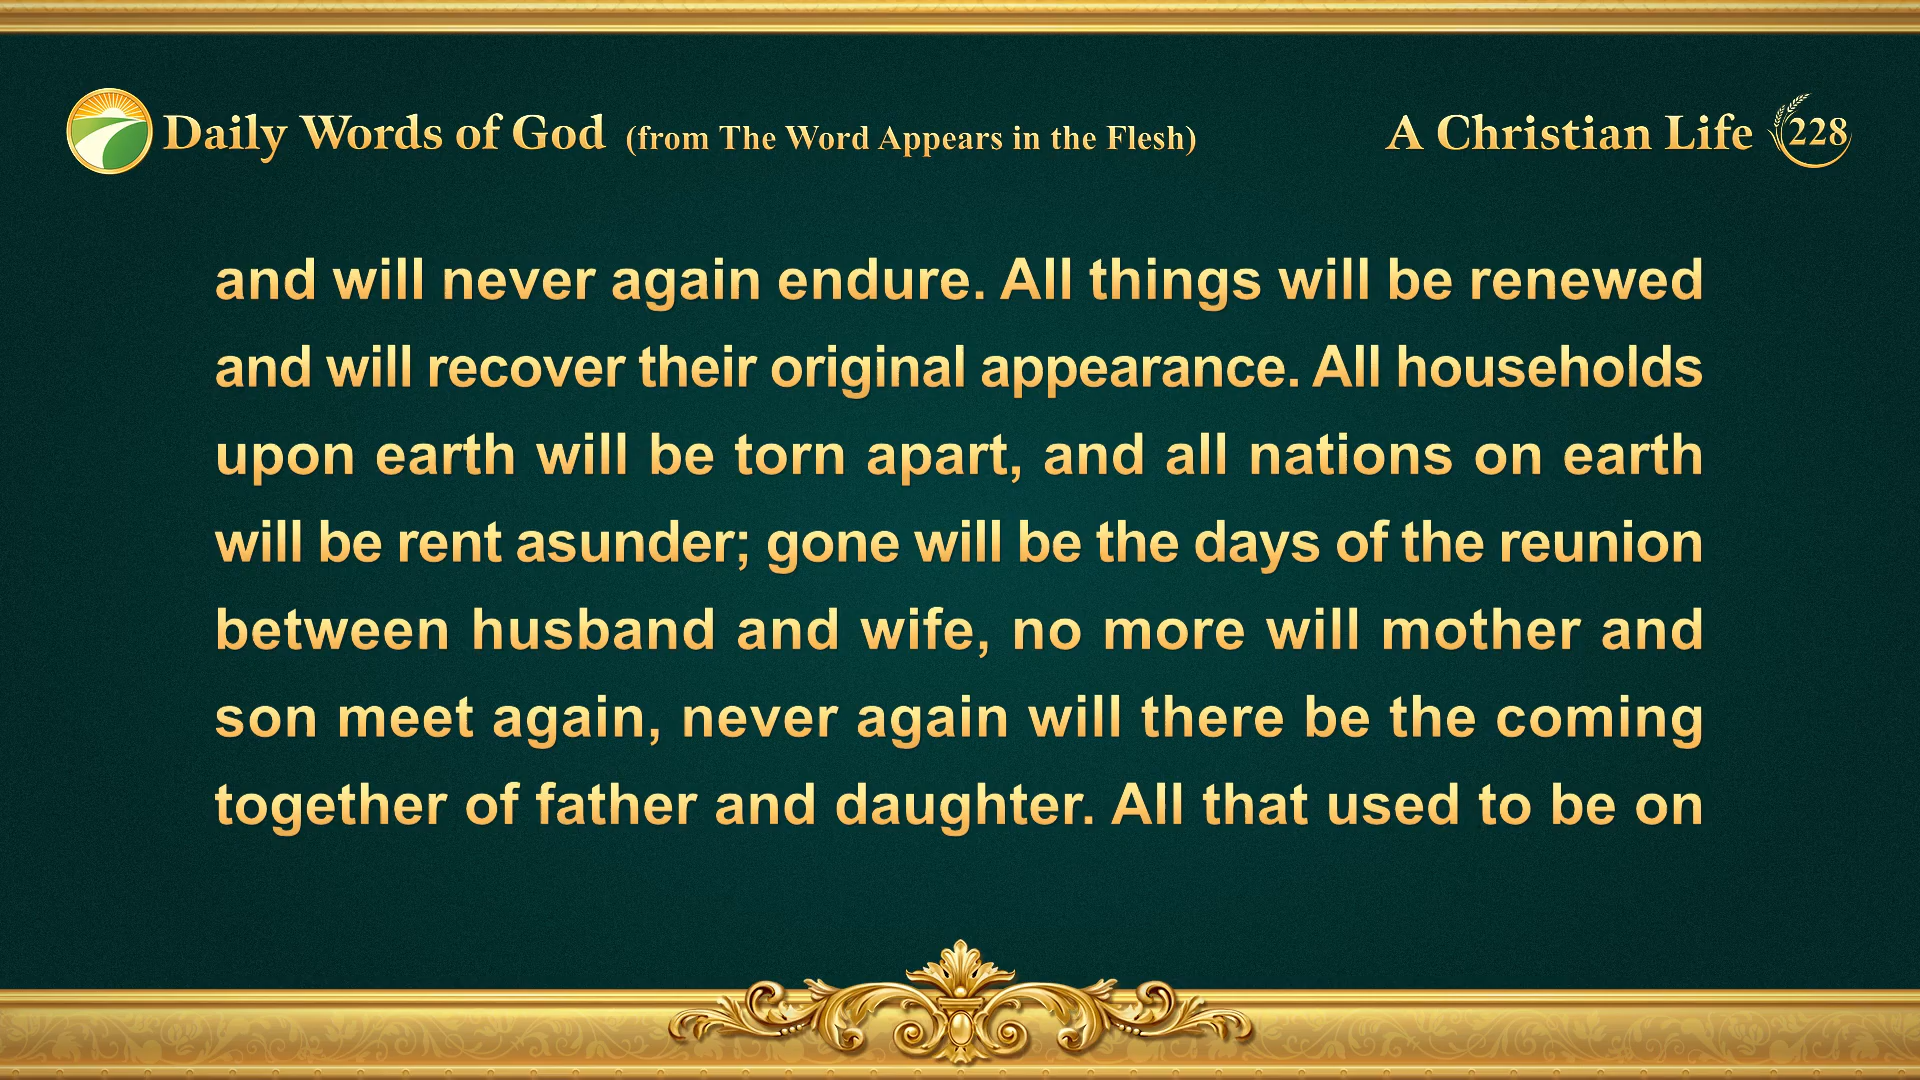 Daily Words of God (from The Word Appears in the Flesh) A Christian Life 228
and will never again endure. All things will be renewed
and will recover their original appearance. All households
upon earth will be torn apart, and all nations on earth
will be rent asunder; gone will be the days of the reunion
between husband and wife, no more will mother and
son meet again, never again will there be the coming
together of father and daughter. All that used to be on